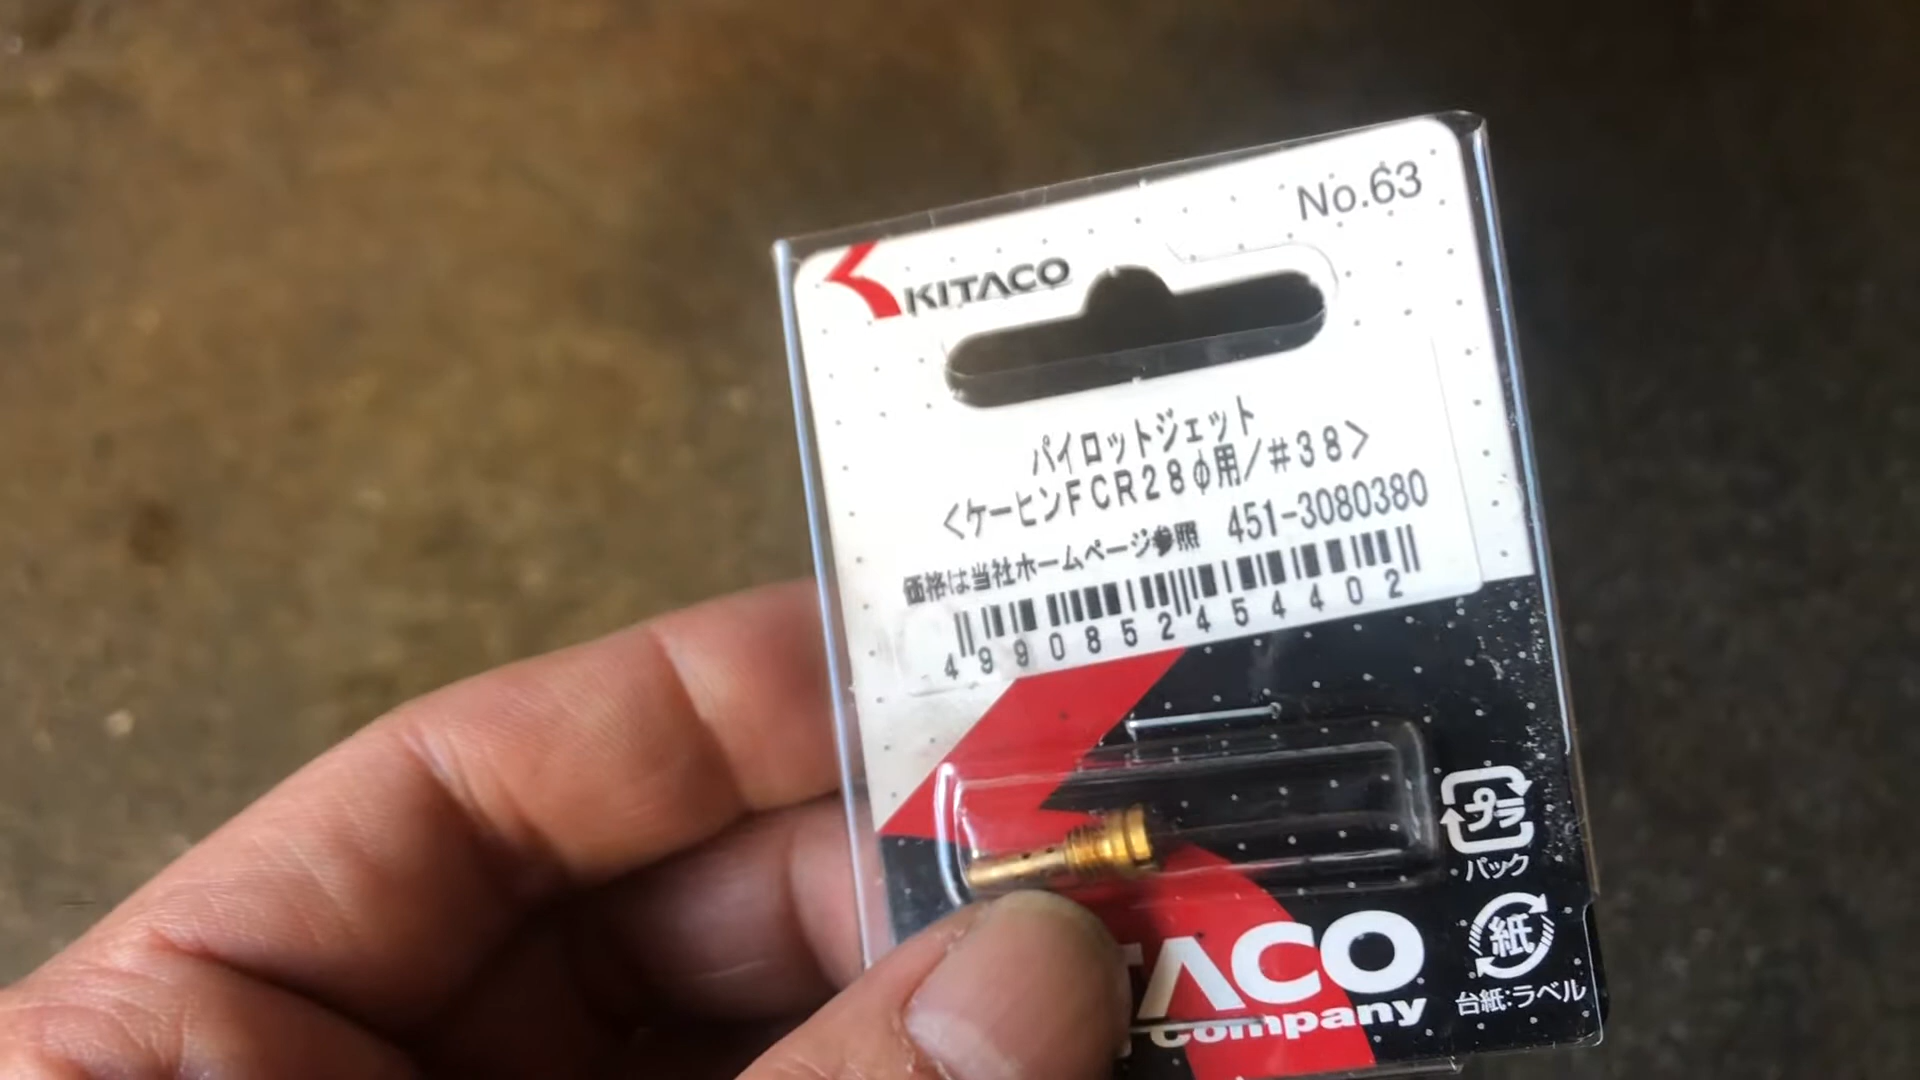 No.63
KITACO
パイロットジェット
<ケーヒンFCR28φ用/#38>
価格は当社ホームページ参照 451-3080380
4990852454402
プラ
パック
TACO
company
紙
台紙:ラベル